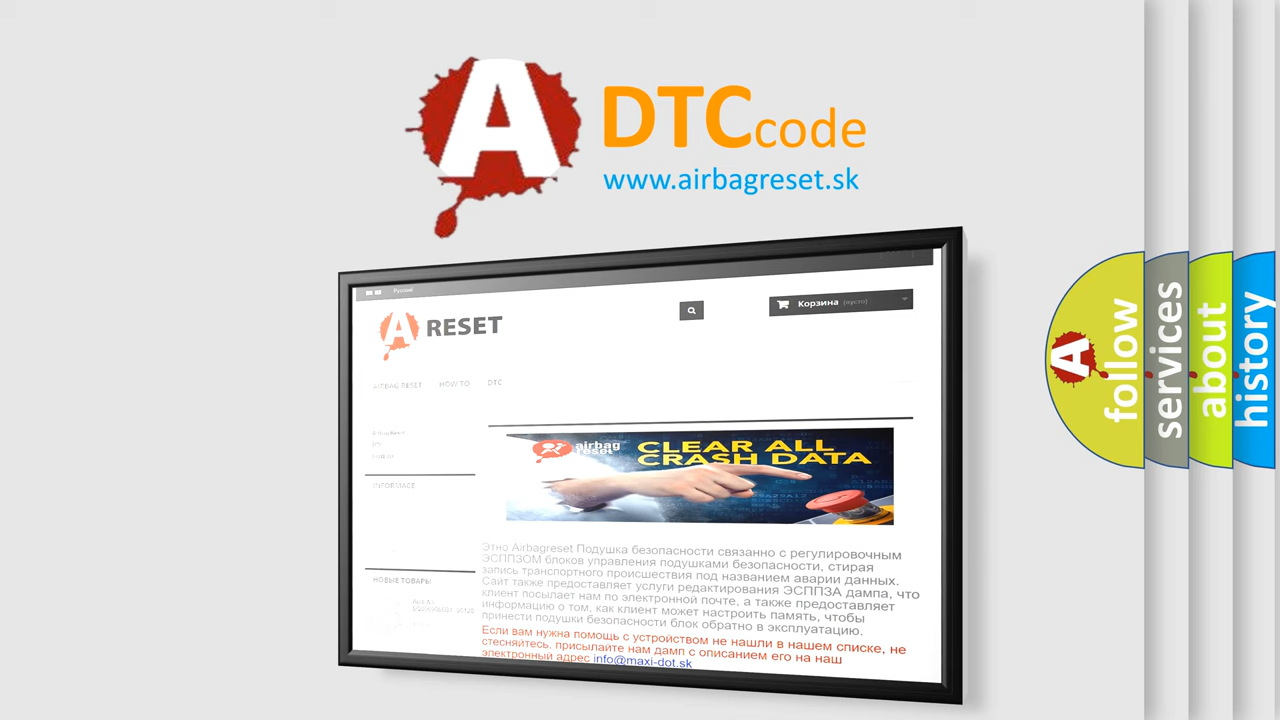 A
DTCcode
www.airbagreset.sk
Русский
A RESET
Корзина (пусто)
AIRBAG RESET HOW TO DTC
INFORMACE
НОВЫЕ ТОВАРЫ
airbag
reset
CLEAR ALL
CRASH DATA
Этно Airbagreset Подушка безопасности связанно с регулировочным
ЭСППЗОМ блоков управления подушками безопасности, стирая
запись транспортного происшествия под названием аварии данных.
Сайт также предоставляет услуги редактирования ЭСППЗА дампа, что
клиент посылает нам по электронной почте, а также предоставляет
информацию о том, как клиент может настроить память, чтобы
принести подушки безопасности блок обратно в эксплуатацию.
Если вам нужна помощь с устройством не нашли в нашем списке, не
стесняйтесь, присылайте нам дамп с описанием его на наш
электронный адрес info@maxi-dot.sk
A
follow
services
about
history